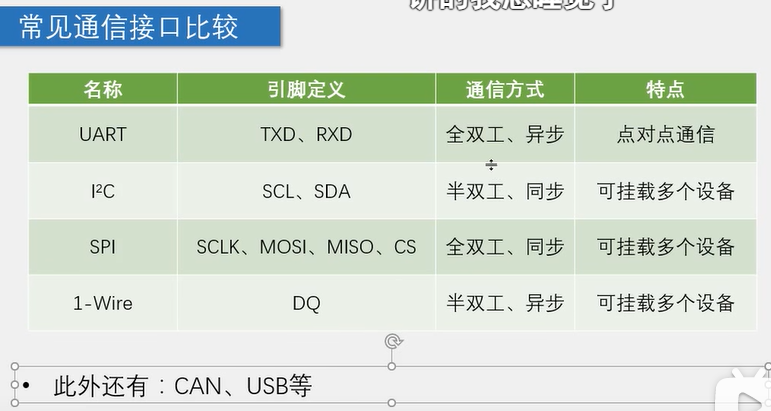 常见通信接口比较
名称 引脚定义 通信方式 特点
UART TXD、RXD 全双工、异步 点对点通信
I²C SCL、SDA 半双工、同步 可挂载多个设备
SPI SCLK、MOSI、MISO、CS 全双工、同步 可挂载多个设备
1-Wire DQ 半双工、异步 可挂载多个设备
• 此外还有：CAN、USB等